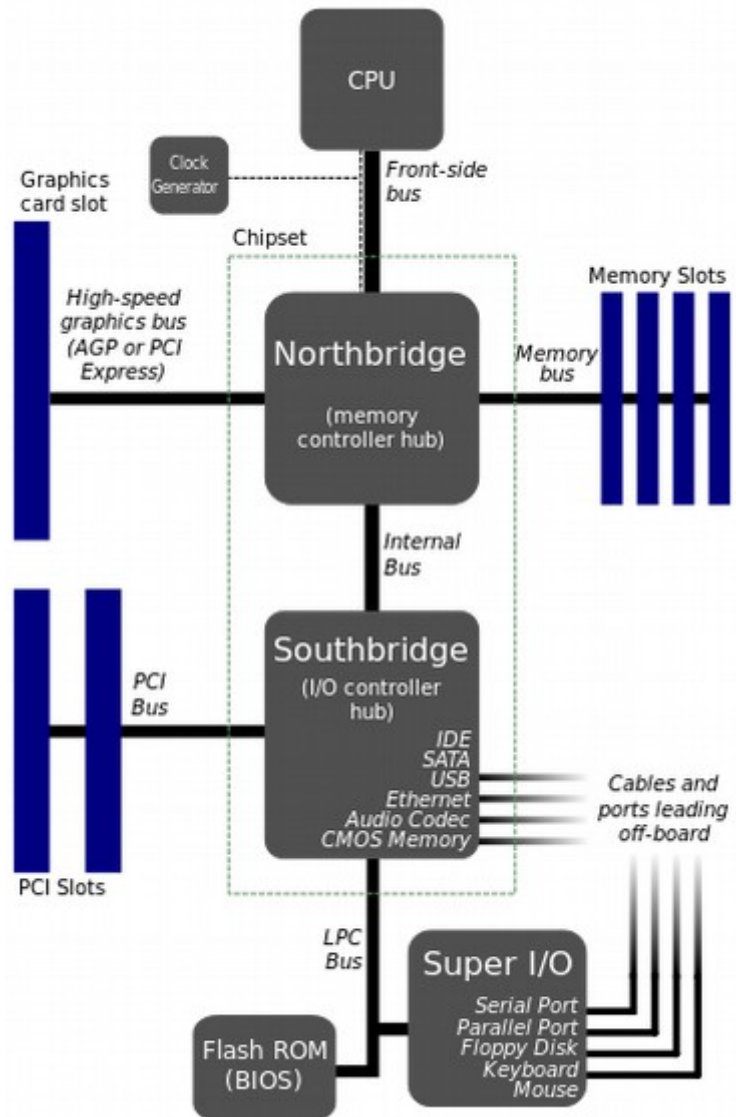 CPU
Clock
Generator
Front-side
bus
Graphics
card slot
Chipset
High-speed
graphics bus
(AGP or PCI
Express)
Northbridge
(memory
controller hub)
Memory Slots
Memory
bus
Internal
Bus
Southbridge
(I/O controller
hub)
IDE
SATA
USB
Ethernet
Audio Codec
CMOS Memory
PCI
Bus
PCI Slots
Cables and
ports leading
off-board
LPC
Bus
Super I/O
Serial Port
Parallel Port
Floppy Disk
Keyboard
Mouse
Flash ROM
(BIOS)